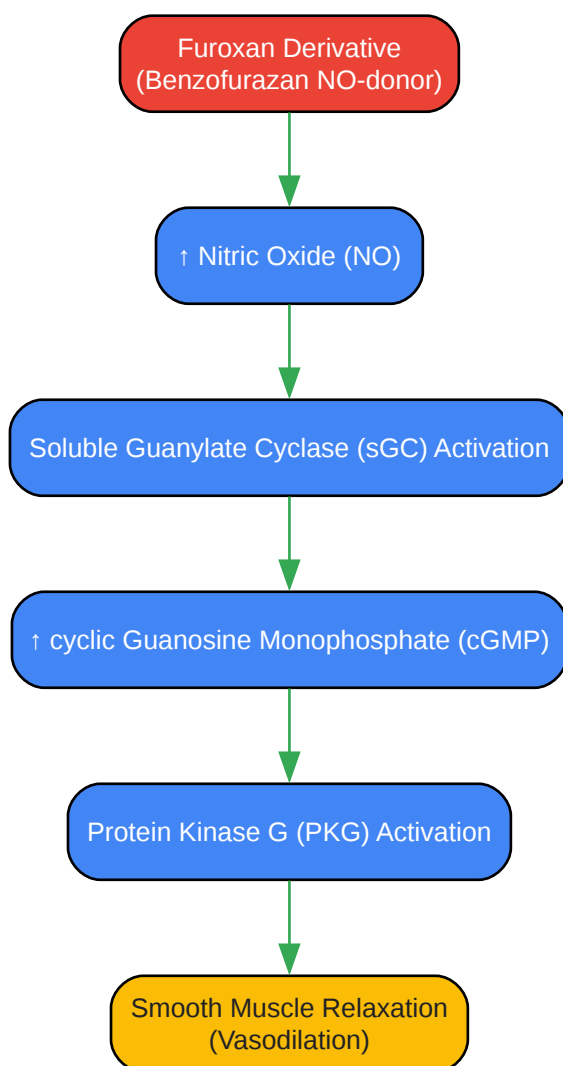 Furoxan Derivative
(Benzofurazan NO-donor)
↑ Nitric Oxide (NO)
Soluble Guanylate Cyclase (sGC) Activation
↑ cyclic Guanosine Monophosphate (cGMP)
Protein Kinase G (PKG) Activation
Smooth Muscle Relaxation
(Vasodilation)